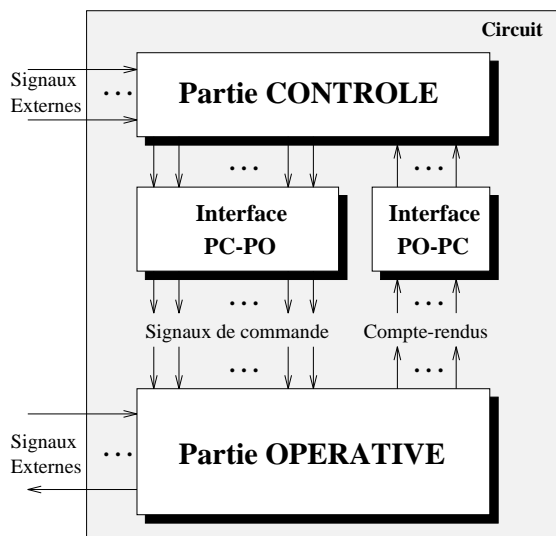 Circuit
Signaux
Externes
...
Partie CONTROLE
...
...
Interface
PC-PO
Interface
PO-PC
...
...
Signaux de commande
Compte-rendus
...
...
Signaux
Externes
...
Partie OPERATIVE